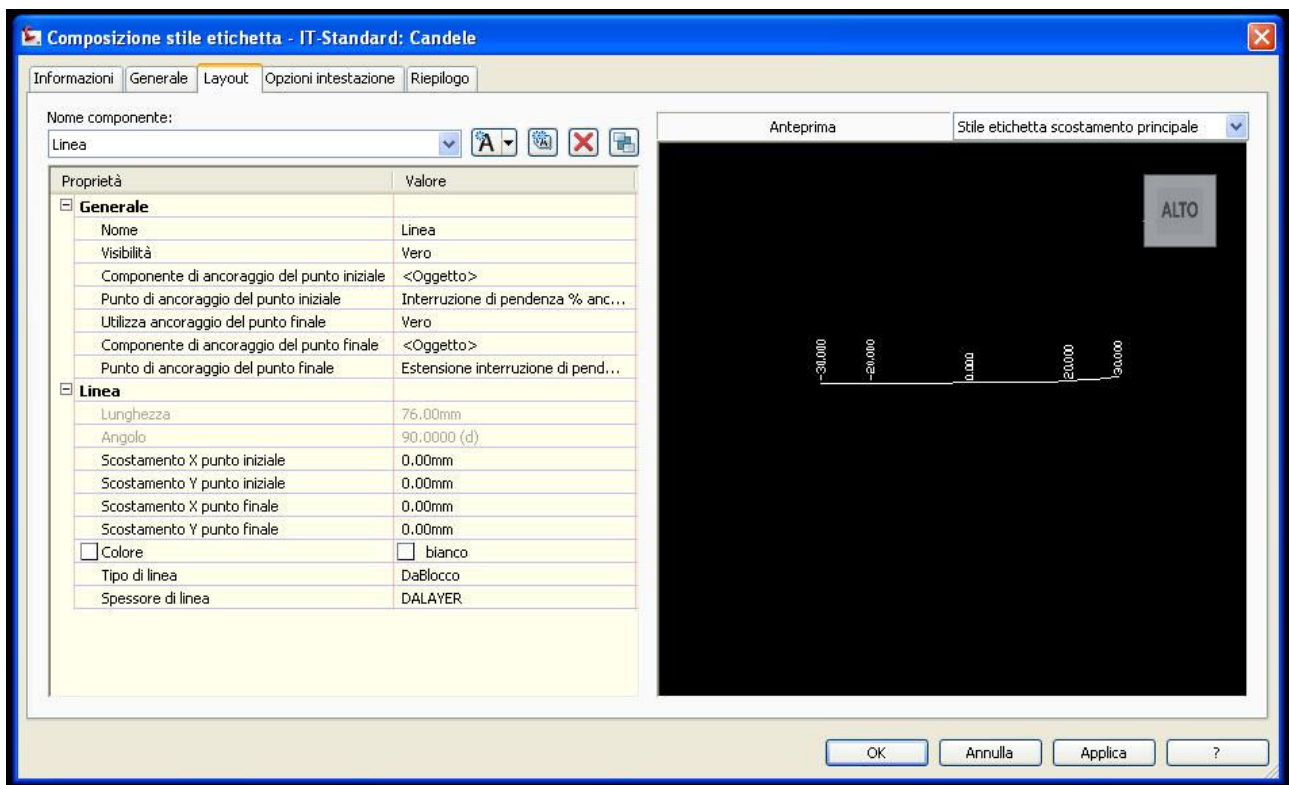 Composizione stile etichetta - IT-Standard: Candele
Informazioni Generale Layout Opzioni intestazione Riepilogo
Nome componente:
Linea
Anteprima Stile etichetta scostamento principale
Proprietà Valore
Generale
Nome Linea
Visibilità Vero
Componente di ancoraggio del punto iniziale <Oggetto>
Punto di ancoraggio del punto iniziale Interruzione di pendenza % anc...
Utilizza ancoraggio del punto finale Vero
Componente di ancoraggio del punto finale <Oggetto>
Punto di ancoraggio del punto finale Estensione interruzione di pend...
Linea
Lunghezza 76.00mm
Angolo 90.0000 (d)
Scostamento X punto iniziale 0.00mm
Scostamento Y punto iniziale 0.00mm
Scostamento X punto finale 0.00mm
Scostamento Y punto finale 0.00mm
Colore bianco
Tipo di linea DaBlocco
Spessore di linea DALAYER
ALTO
-30.000
-20.000
0.000
20.000
30.000
OK Annulla Applica ?